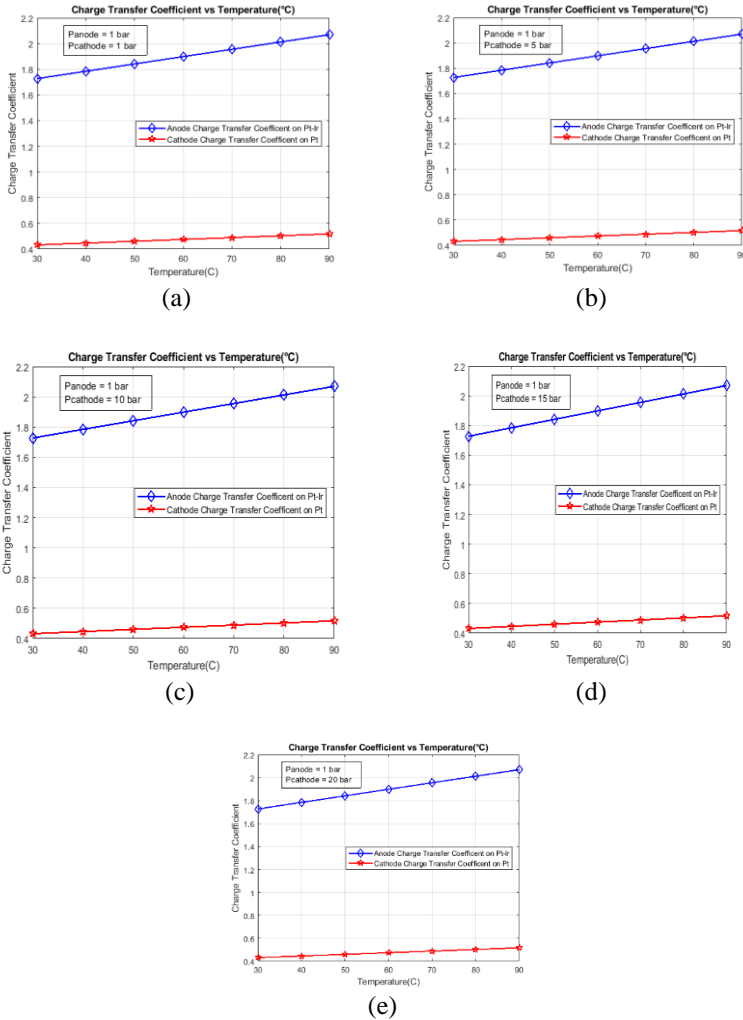 Charge Transfer Coefficient vs Temperature(°C)
Panode = 1 bar
Pcathode = 1 bar
Anode Charge Transfer Coefficent on Pt-Ir
Cathode Charge Transfer Coefficent on Pt
Charge Transfer Coefficient
2.2
2
1.8
1.6
1.4
1.2
1
0.8
0.6
0.4
30 40 50 60 70 80 90
Temperature(C)
(a)
Charge Transfer Coefficient vs Temperature(°C)
Panode = 1 bar
Pcathode = 5 bar
Anode Charge Transfer Coefficent on Pt-Ir
Cathode Charge Transfer Coefficent on Pt
Charge Transfer Coefficient
2.2
2
1.8
1.6
1.4
1.2
1
0.8
0.6
0.4
30 40 50 60 70 80 90
Temperature(C)
(b)
Charge Transfer Coefficient vs Temperature(°C)
Panode = 1 bar
Pcathode = 10 bar
Anode Charge Transfer Coefficent on Pt-Ir
Cathode Charge Transfer Coefficent on Pt
Charge Transfer Coefficient
2.2
2
1.8
1.6
1.4
1.2
1
0.8
0.6
0.4
30 40 50 60 70 80 90
Temperature(C)
(c)
Charge Transfer Coefficient vs Temperature(°C)
Panode = 1 bar
Pcathode = 15 bar
Anode Charge Transfer Coefficent on Pt-Ir
Cathode Charge Transfer Coefficent on Pt
Charge Transfer Coefficient
2.2
2
1.8
1.6
1.4
1.2
1
0.8
0.6
0.4
30 40 50 60 70 80 90
Temperature(C)
(d)
Charge Transfer Coefficient vs Temperature(°C)
Panode = 1 bar
Pcathode = 20 bar
Anode Charge Transfer Coefficent on Pt-Ir
Cathode Charge Transfer Coefficent on Pt
Charge Transfer Coefficient
2.2
2
1.8
1.6
1.4
1.2
1
0.8
0.6
0.4
30 40 50 60 70 80 90
Temperature(C)
(e)